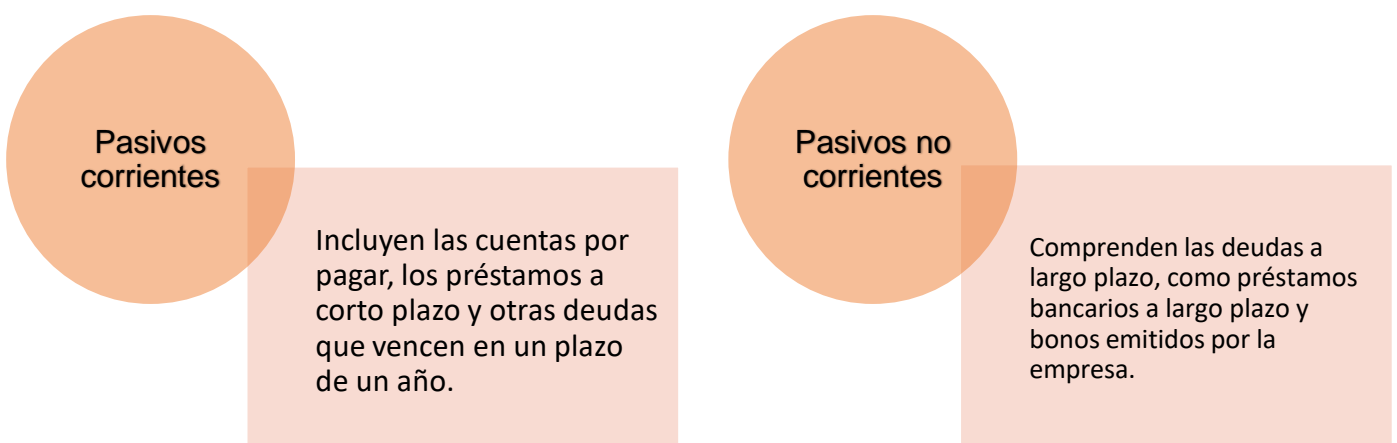 Pasivos
corrientes
Incluyen las cuentas por
pagar, los préstamos a
corto plazo y otras deudas
que vencen en un plazo
de un año.
Pasivos no
corrientes
Comprenden las deudas a
largo plazo, como préstamos
bancarios a largo plazo y
bonos emitidos por la
empresa.